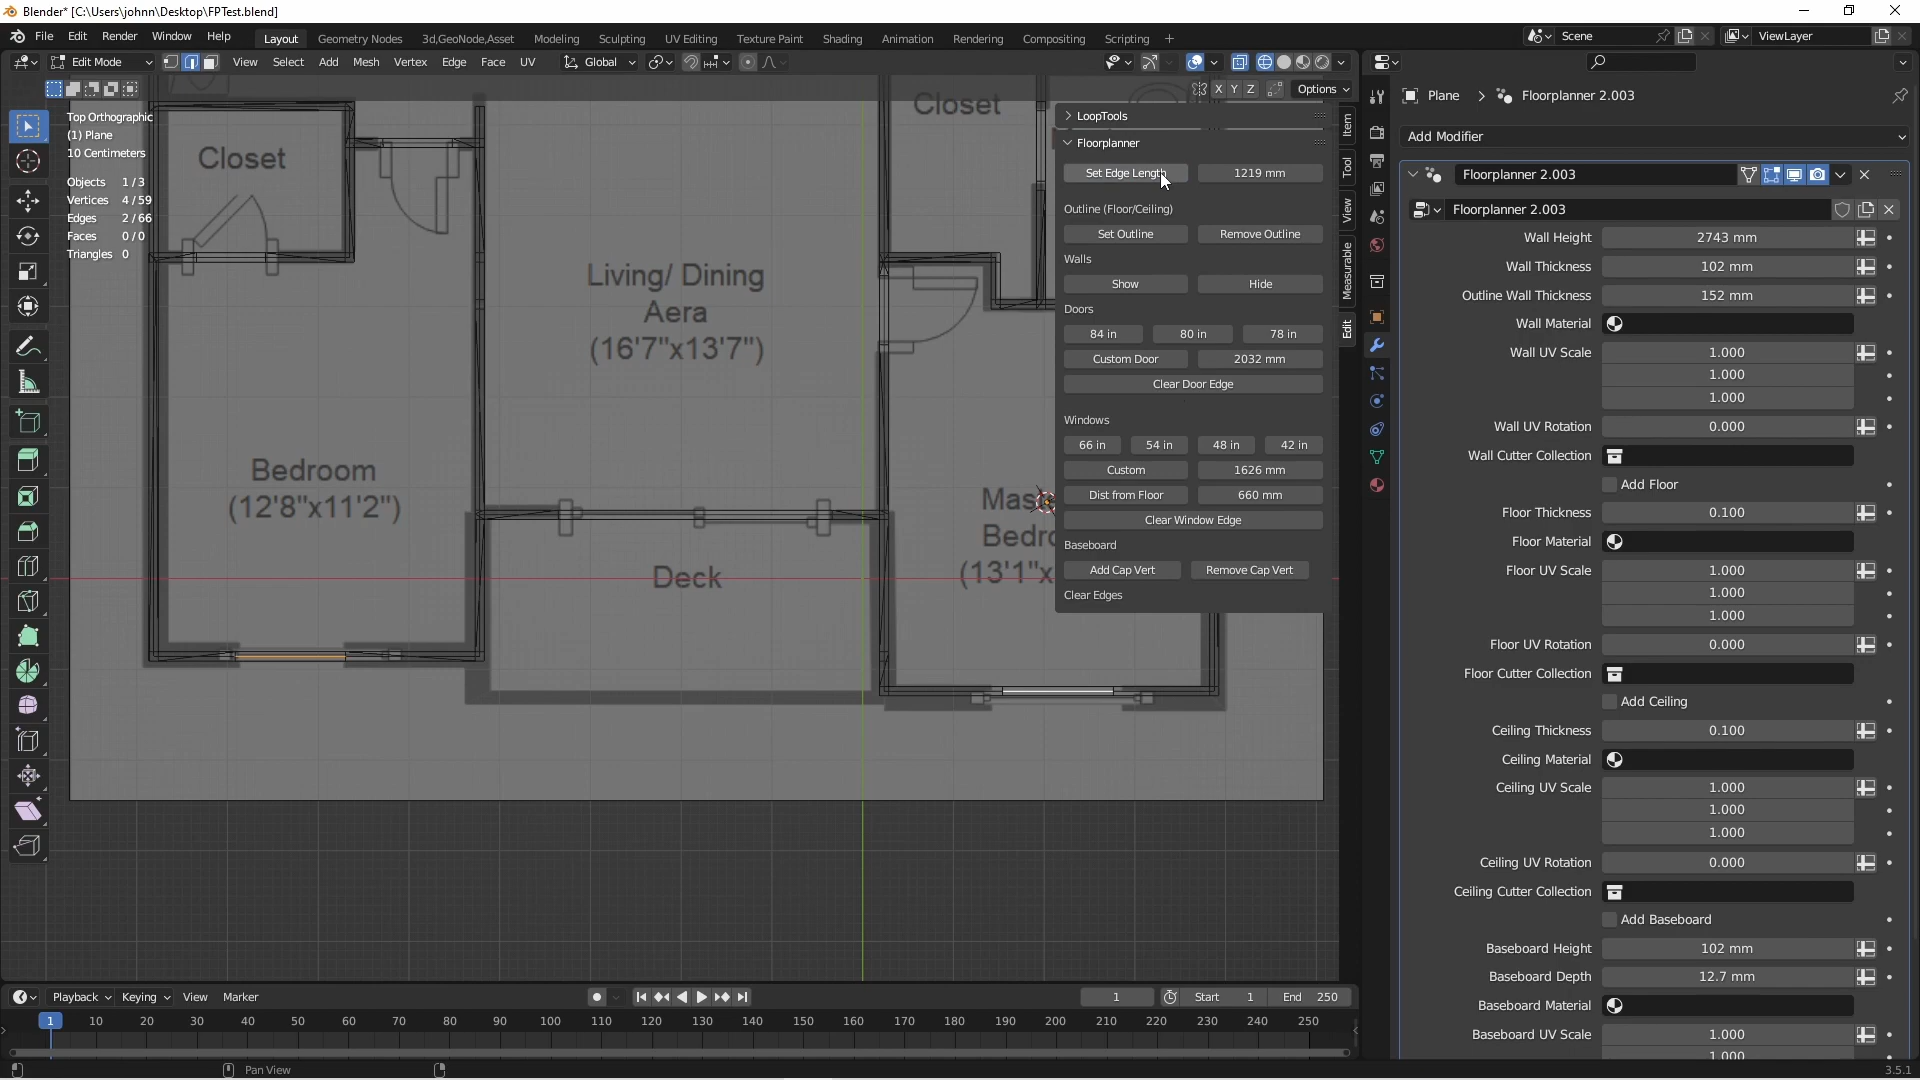 Blender* [C:\Users\johnn\Desktop\FPTest.blend]
File Edit Render Window Help
Layout Geometry Nodes 3d,GeoNode,Asset Modeling Sculpting UV Editing Texture Paint Shading Animation Rendering Compositing Scripting +
Scene
ViewLayer
Edit Mode View Select Add Mesh Vertex Edge Face UV Global
X Y Z Options
Top Orthographic
(1) Plane
10 Centimeters
Objects 1/3
Vertices 4/59
Edges 2/66
Faces 0/0
Triangles 0
Closet
Closet
Living/ Dining
Aera
(16'7"x13'7")
Bedroom
(12'8"x11'2")
Deck
Bedro
(13'1"x
LoopTools
Floorplanner
Set Edge Length 1219 mm
Outline (Floor/Ceiling)
Set Outline Remove Outline
Walls
Show Hide
Doors
84 in 80 in 78 in
Custom Door 2032 mm
Clear Door Edge
Windows
66 in 54 in 48 in 42 in
Custom 1626 mm
Dist from Floor 660 mm
Clear Window Edge
Baseboard
Add Cap Vert Remove Cap Vert
Clear Edges
Item
Tool
View
Measurable
Edit
Plane > Floorplanner 2.003
Add Modifier
Floorplanner 2.003
Floorplanner 2.003
Wall Height 2743 mm
Wall Thickness 102 mm
Outline Wall Thickness 152 mm
Wall Material
Wall UV Scale 1.000
1.000
1.000
Wall UV Rotation 0.000
Wall Cutter Collection
Add Floor
Floor Thickness 0.100
Floor Material
Floor UV Scale 1.000
1.000
1.000
Floor UV Rotation 0.000
Floor Cutter Collection
Add Ceiling
Ceiling Thickness 0.100
Ceiling Material
Ceiling UV Scale 1.000
1.000
1.000
Ceiling UV Rotation 0.000
Ceiling Cutter Collection
Add Baseboard
Baseboard Height 102 mm
Baseboard Depth 12.7 mm
Baseboard Material
Baseboard UV Scale 1.000
1.000
Playback Keying View Marker
1 Start 1 End 250
1 10 20 30 40 50 60 70 80 90 100 110 120 130 140 150 160 170 180 190 200 210 220 230 240 250
Pan View
3.5.1